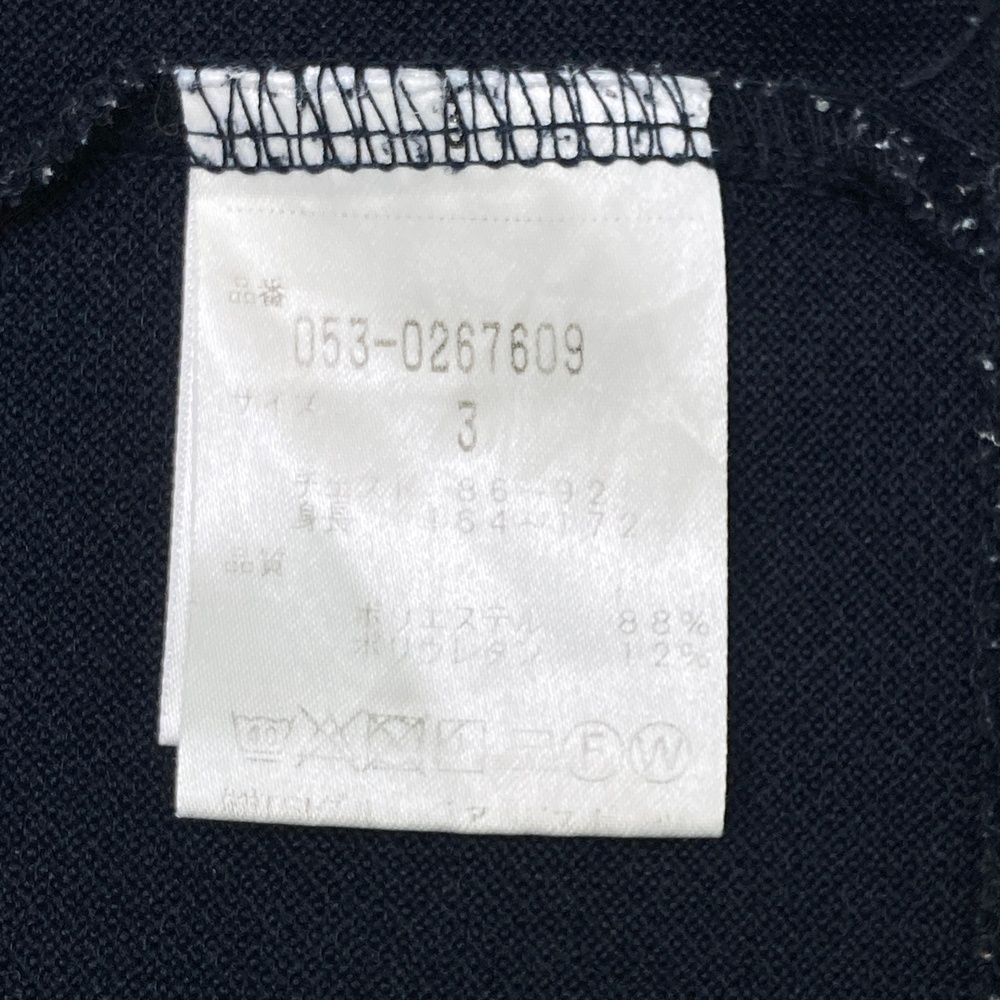 品番
053-0267609
サイズ
3
チェスト 86〜92
身長 164〜172
品質
ポリエステル 88%
ポリウレタン 12%
40 F W